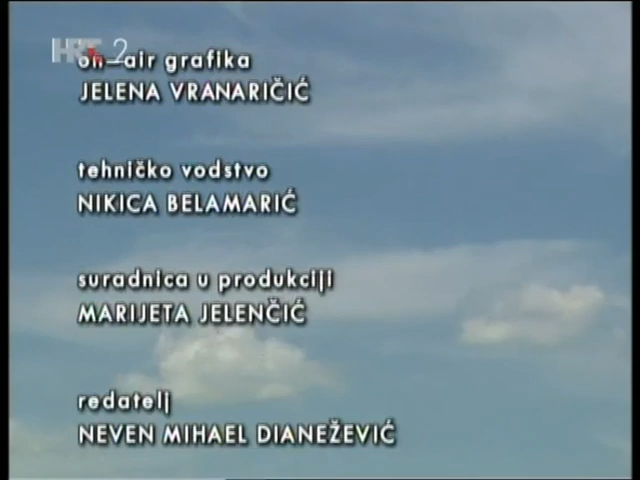 HRT 2
on-air grafika
JELENA VRANARIČIĆ
tehničko vodstvo
NIKICA BELAMARIĆ
suradnica u produkciji
MARIJETA JELENČIĆ
redatelj
NEVEN MIHAEL DIANEŽEVIĆ